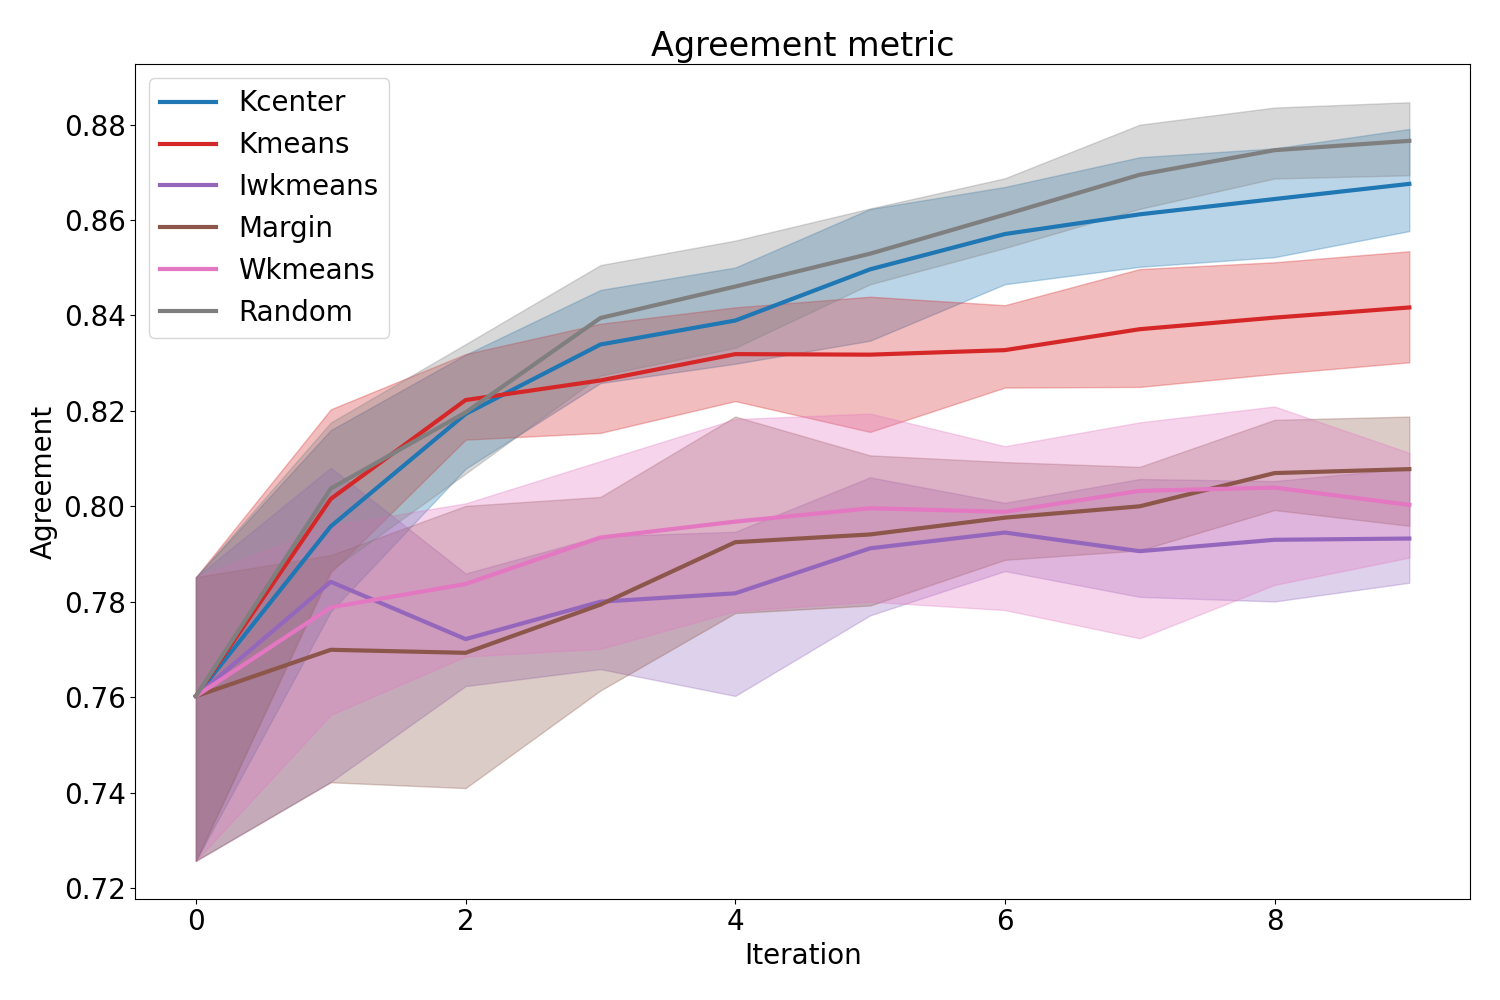 Agreement metric
Kcenter
Kmeans
Iwkmeans
Margin
Wkmeans
Random
Agreement
0.88
0.86
0.84
0.82
0.80
0.78
0.76
0.74
0.72
0 2 4 6 8
Iteration